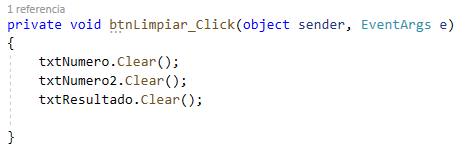 1 referencia
private void btnLimpiar_Click(object sender, EventArgs e)
{
txtNumero.Clear();
txtNumero2.Clear();
txtResultado.Clear();
}